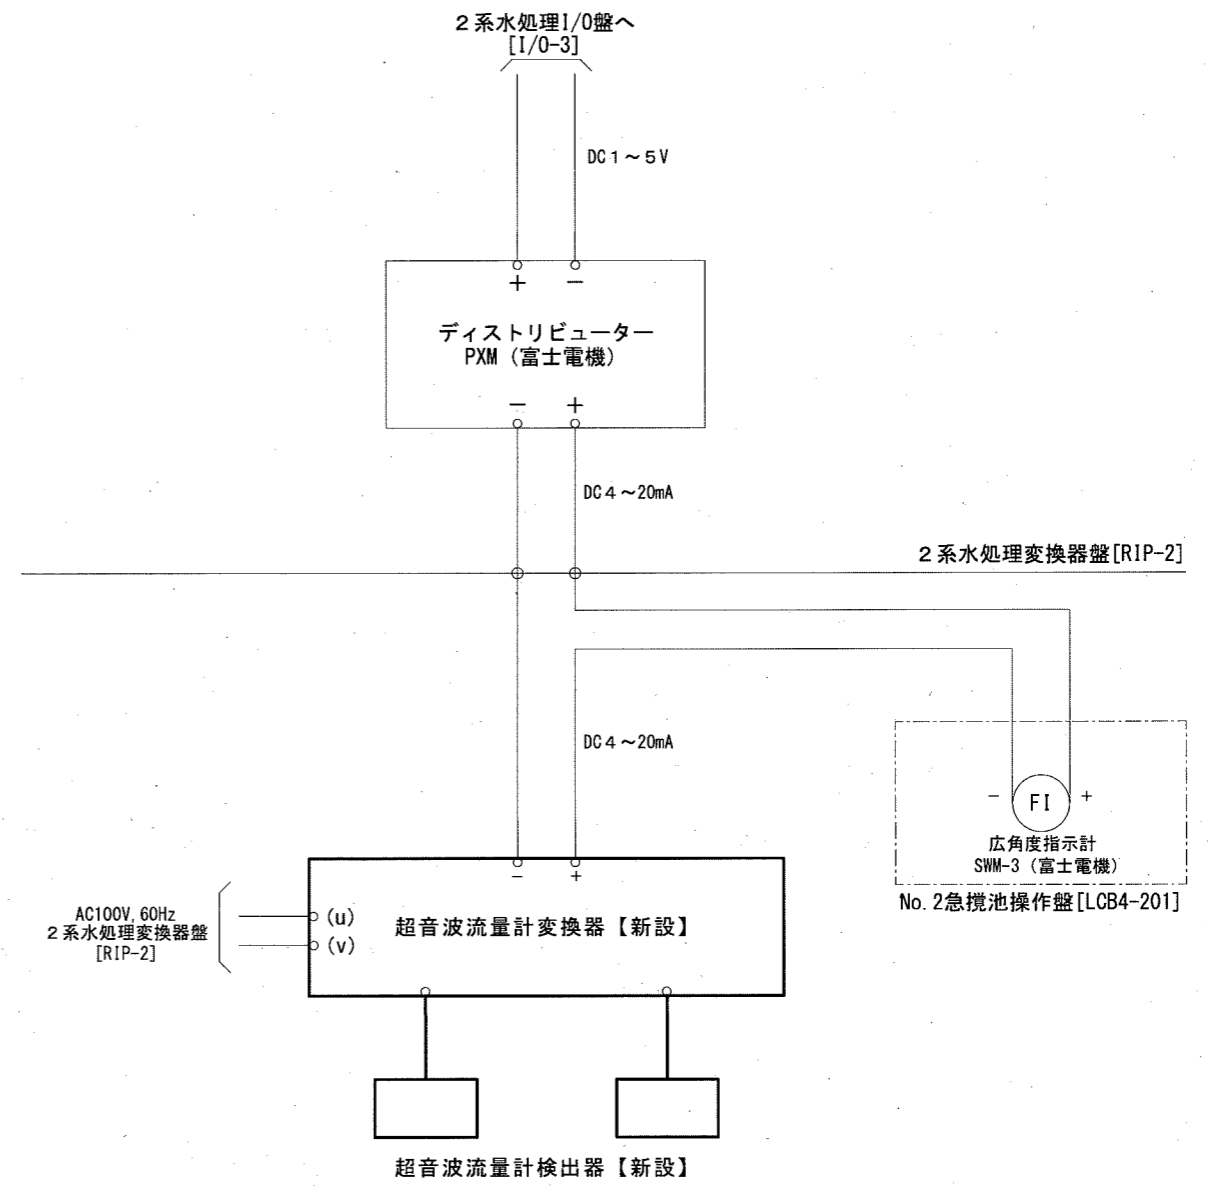 ２系水処理I/O盤へ
[I/O-3]
DC１～５V
+ −
ディストリビューター
PXM（富士電機）
− +
DC４～20mA
２系水処理変換器盤[RIP-2]
DC４～20mA
− FI +
広角度指示計
SWM-3（富士電機）
No.2急撹池操作盤[LCB4-201]
− +
AC100V,60Hz
２系水処理変換器盤
[RIP-2]
(u)
(v)
超音波流量計変換器【新設】
超音波流量計検出器【新設】